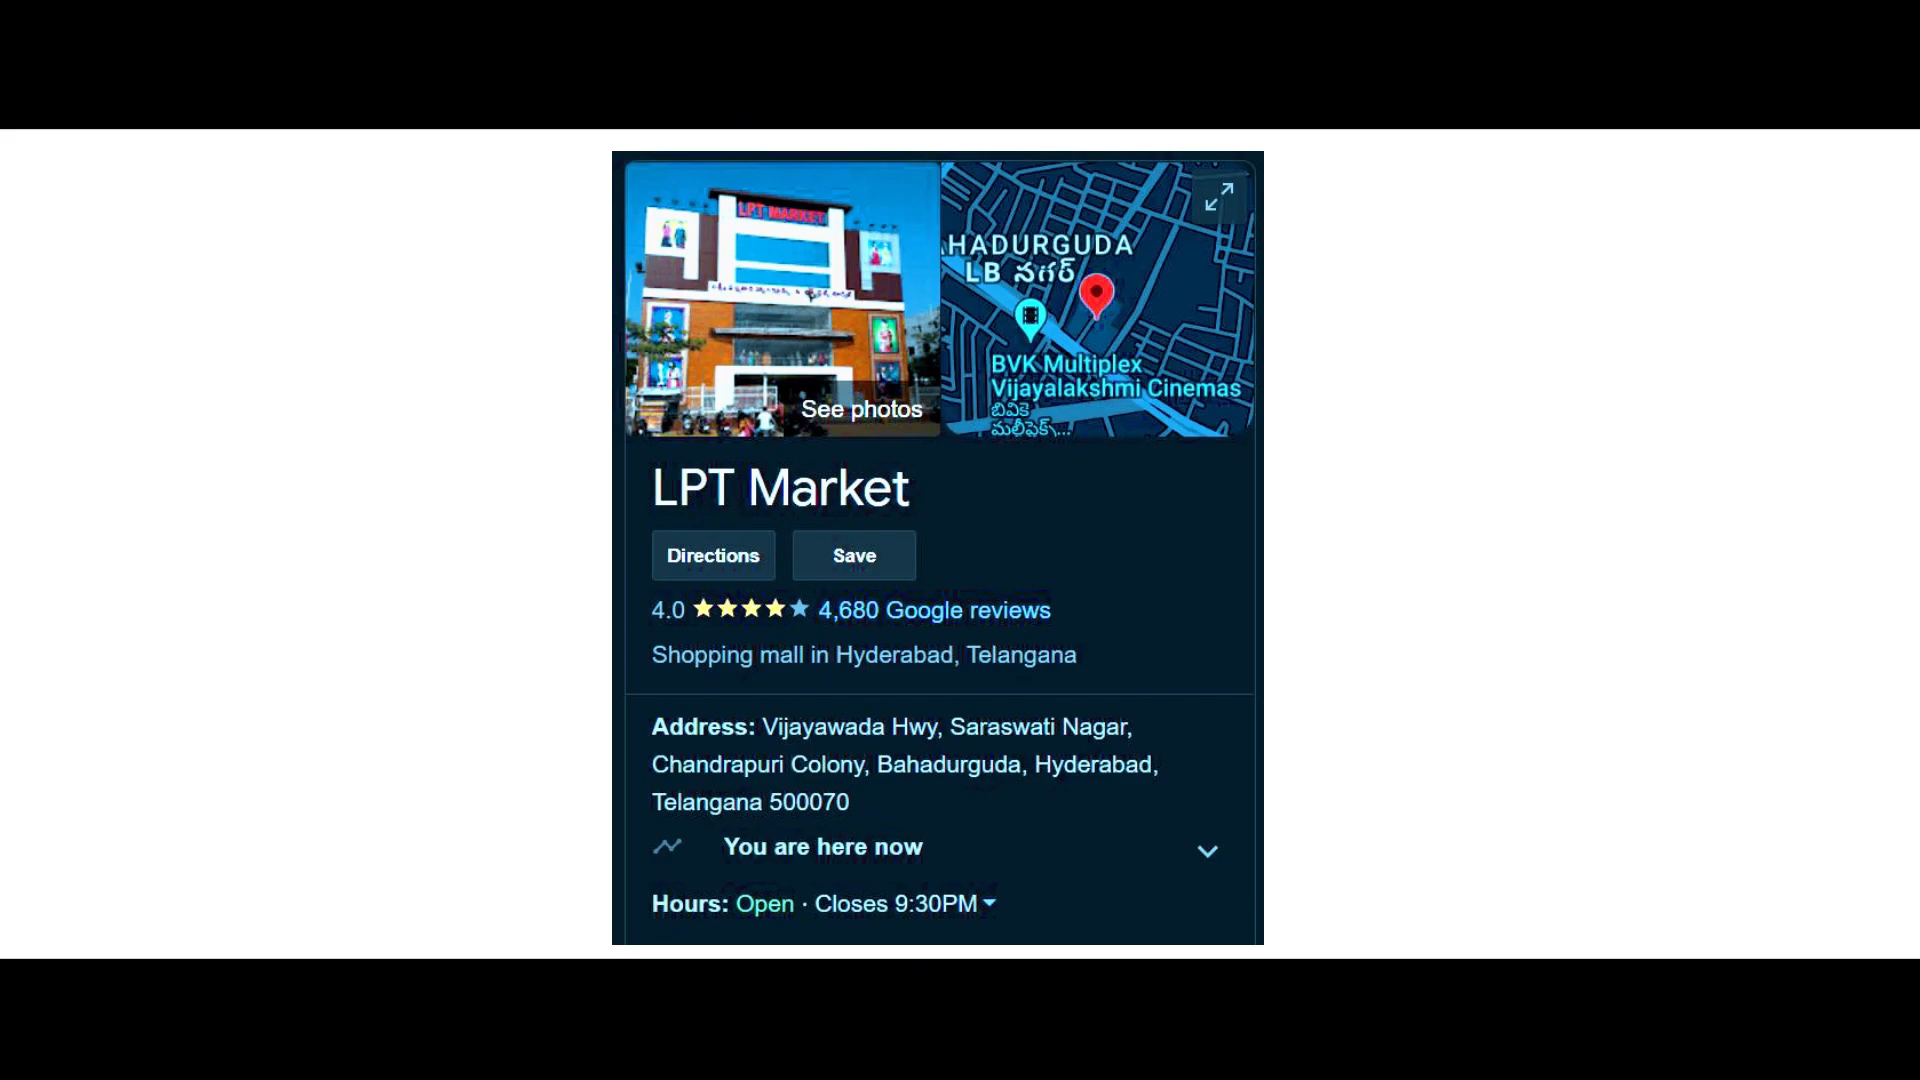 LPT MARKET
See photos
HADURGUDA
LB నగర్
BVK Multiplex
Vijayalakshmi Cinemas
బివికె
మల్టీప్లెక్స్...
LPT Market
Directions
Save
4.0 4,680 Google reviews
Shopping mall in Hyderabad, Telangana
Address: Vijayawada Hwy, Saraswati Nagar,
Chandrapuri Colony, Bahadurguda, Hyderabad,
Telangana 500070
You are here now
Hours: Open · Closes 9:30PM